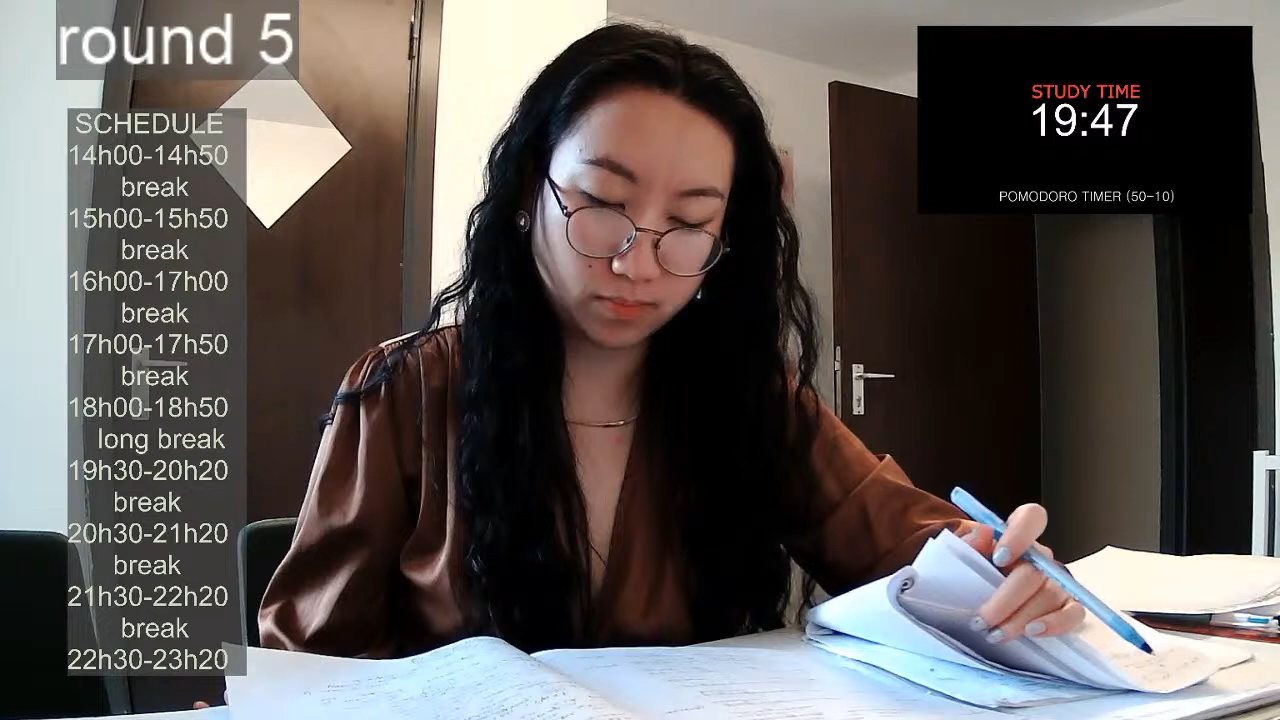 round 5
SCHEDULE
14h00-14h50
break
15h00-15h50
break
16h00-17h00
break
17h00-17h50
break
18h00-18h50
long break
19h30-20h20
break
20h30-21h20
break
21h30-22h20
break
22h30-23h20
STUDY TIME
19:47
POMODORO TIMER (50-10)